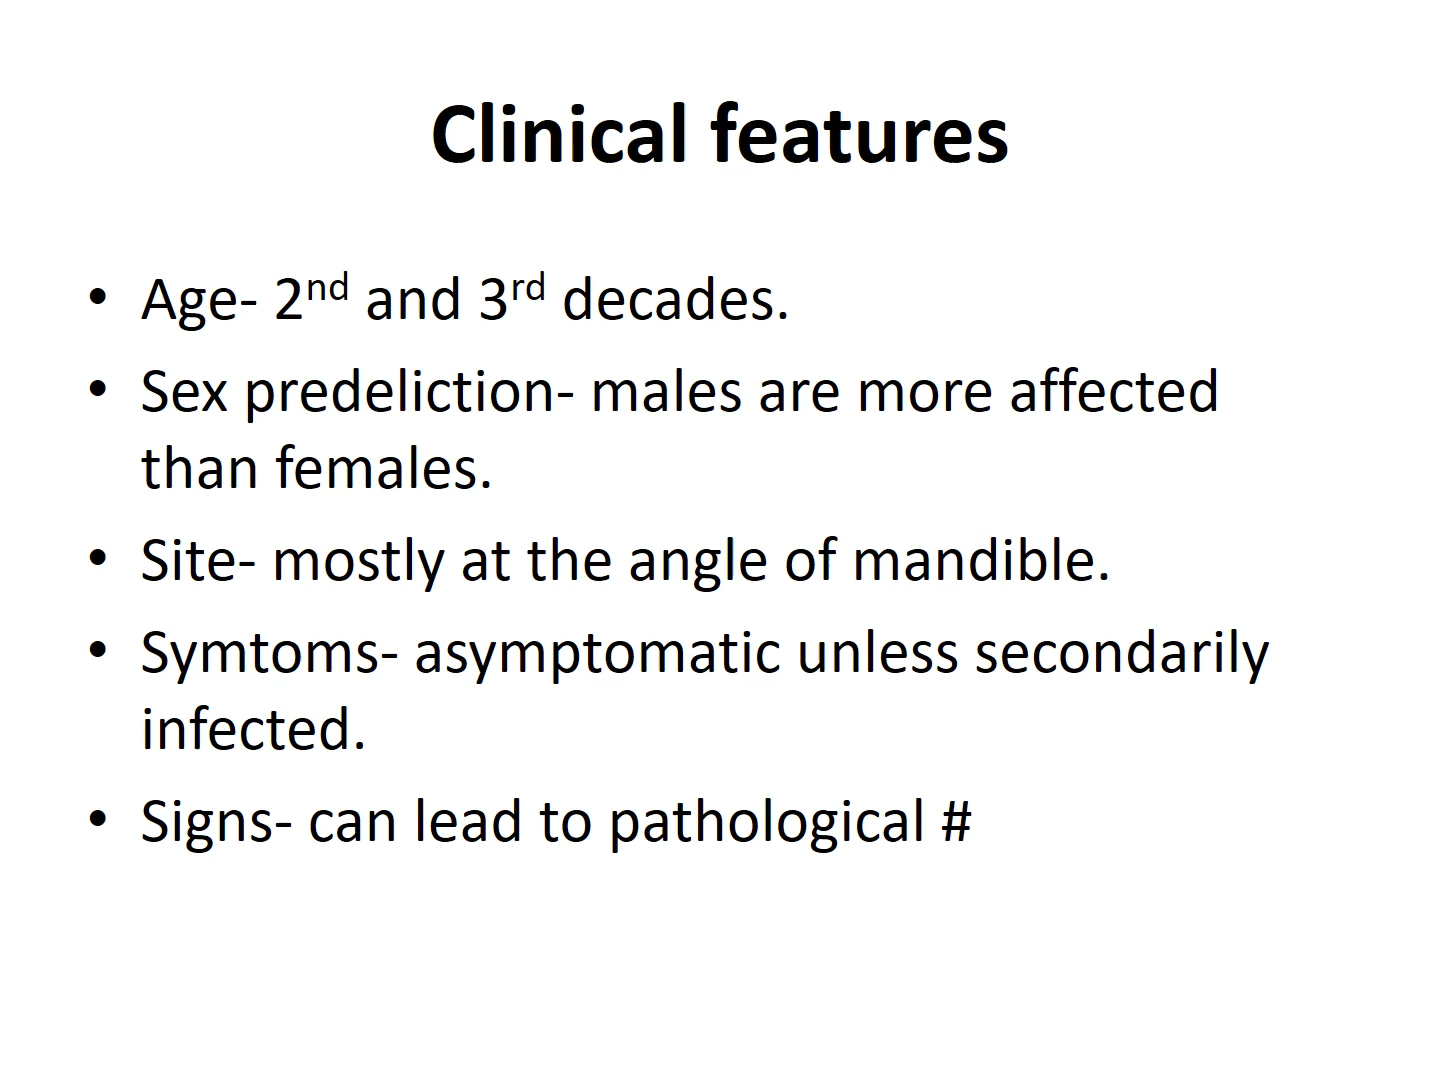 Clinical features
• Age- 2nd and 3rd decades.
• Sex predeliction- males are more affected
than females.
• Site- mostly at the angle of mandible.
• Symtoms- asymptomatic unless secondarily
infected.
• Signs- can lead to pathological #